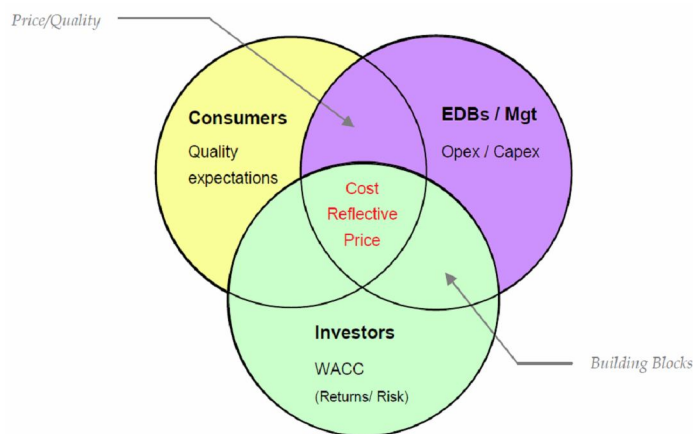 Price/Quality
Consumers
Quality
expectations
EDBs / Mgt
Opex / Capex
Cost
Reflective
Price
Investors
WACC
(Returns/ Risk)
Building Blocks